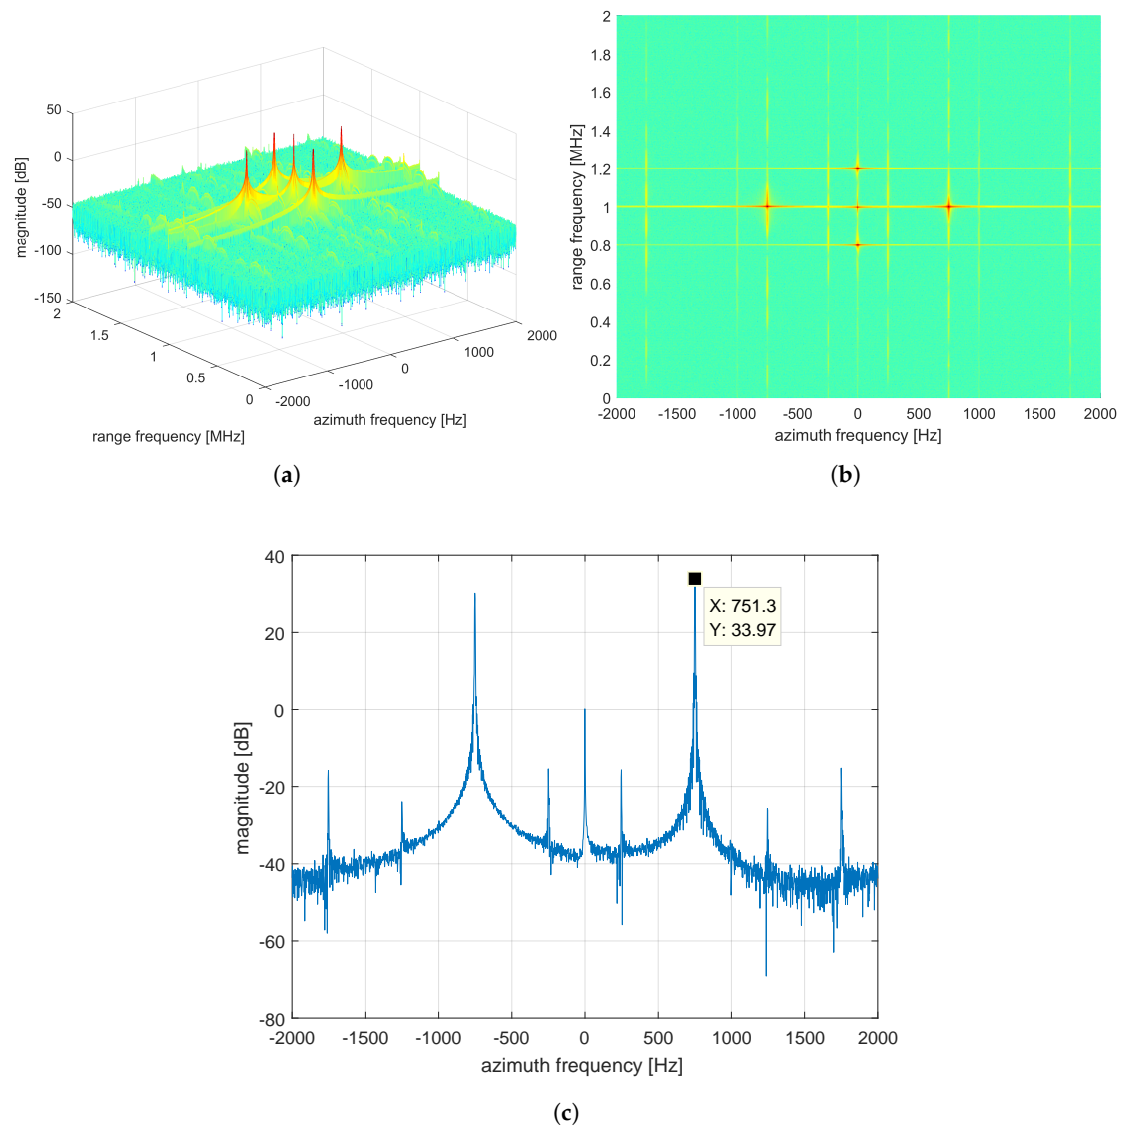 50
0
-50
-100
-150
magnitude [dB]
2
1.5
1
0.5
0
range frequency [MHz]
-2000
-1000
0
1000
2000
azimuth frequency [Hz]
(a)
2
1.8
1.6
1.4
1.2
1
0.8
0.6
0.4
0.2
0
range frequency [MHz]
-2000 -1500 -1000 -500 0 500 1000 1500 2000
azimuth frequency [Hz]
(b)
40
20
0
-20
-40
-60
-80
magnitude [dB]
X: 751.3
Y: 33.97
-2000 -1500 -1000 -500 0 500 1000 1500 2000
azimuth frequency [Hz]
(c)